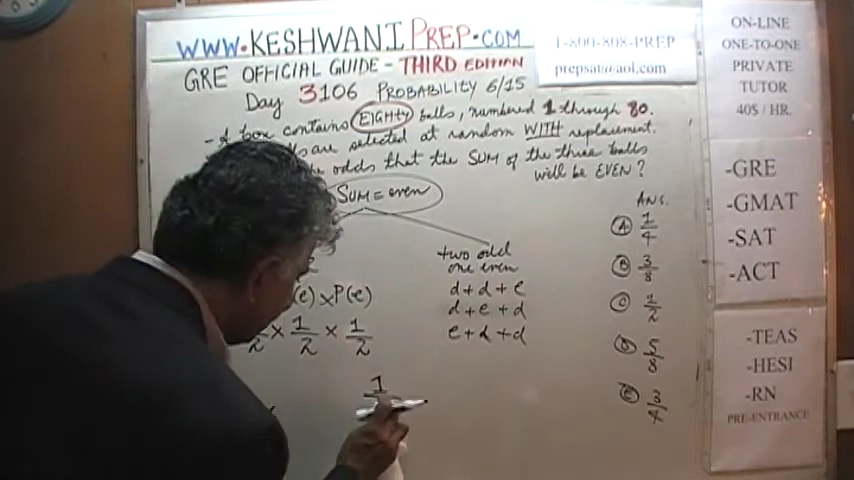 WWW.KESHWANIPREP.COM
GRE OFFICIAL GUIDE - THIRD EDITION
Day 3106 PROBABILITY 6/15
- A box contains EIGHTY balls, numbered 1 through 80.
are selected at random WITH replacement.
the odds that the SUM of the three balls
will be EVEN?
SUM = even
two odd
one even
d+d+e
d+e+d
e+d+d
(e) x P(e)
2 x 1/2 x 1/2
1
ANS.
A 1/4
B 3/8
C 1/2
D 5/8
E 3/4
1-800-808-PREP
prepsat@aol.com
ON-LINE
ONE-TO-ONE
PRIVATE
TUTOR
40$ / HR.
-GRE
-GMAT
-SAT
-ACT
-TEAS
-HESI
-RN
PRE-ENTRANCE